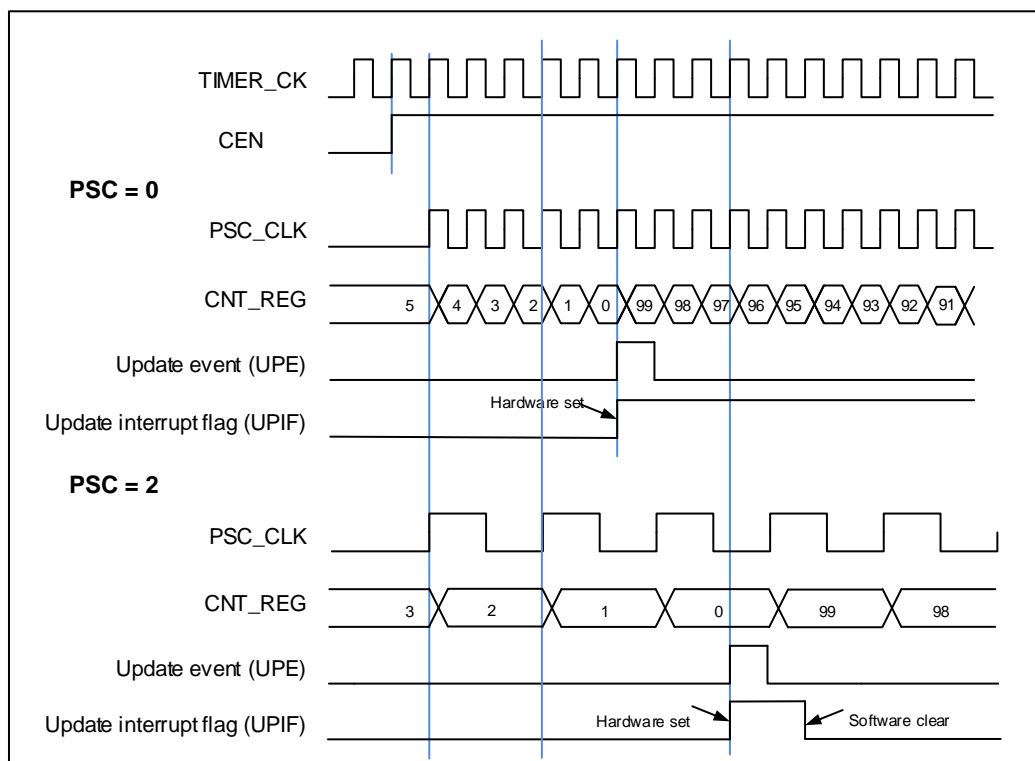 TIMER_CK
CEN
PSC = 0
PSC_CLK
CNT_REG 5 4 3 2 1 0 99 98 97 96 95 94 93 92 91
Update event (UPE)
Hardware set
Update interrupt flag (UPIF)
PSC = 2
PSC_CLK
CNT_REG 3 2 1 0 99 98
Update event (UPE)
Update interrupt flag (UPIF) Hardware set Software clear